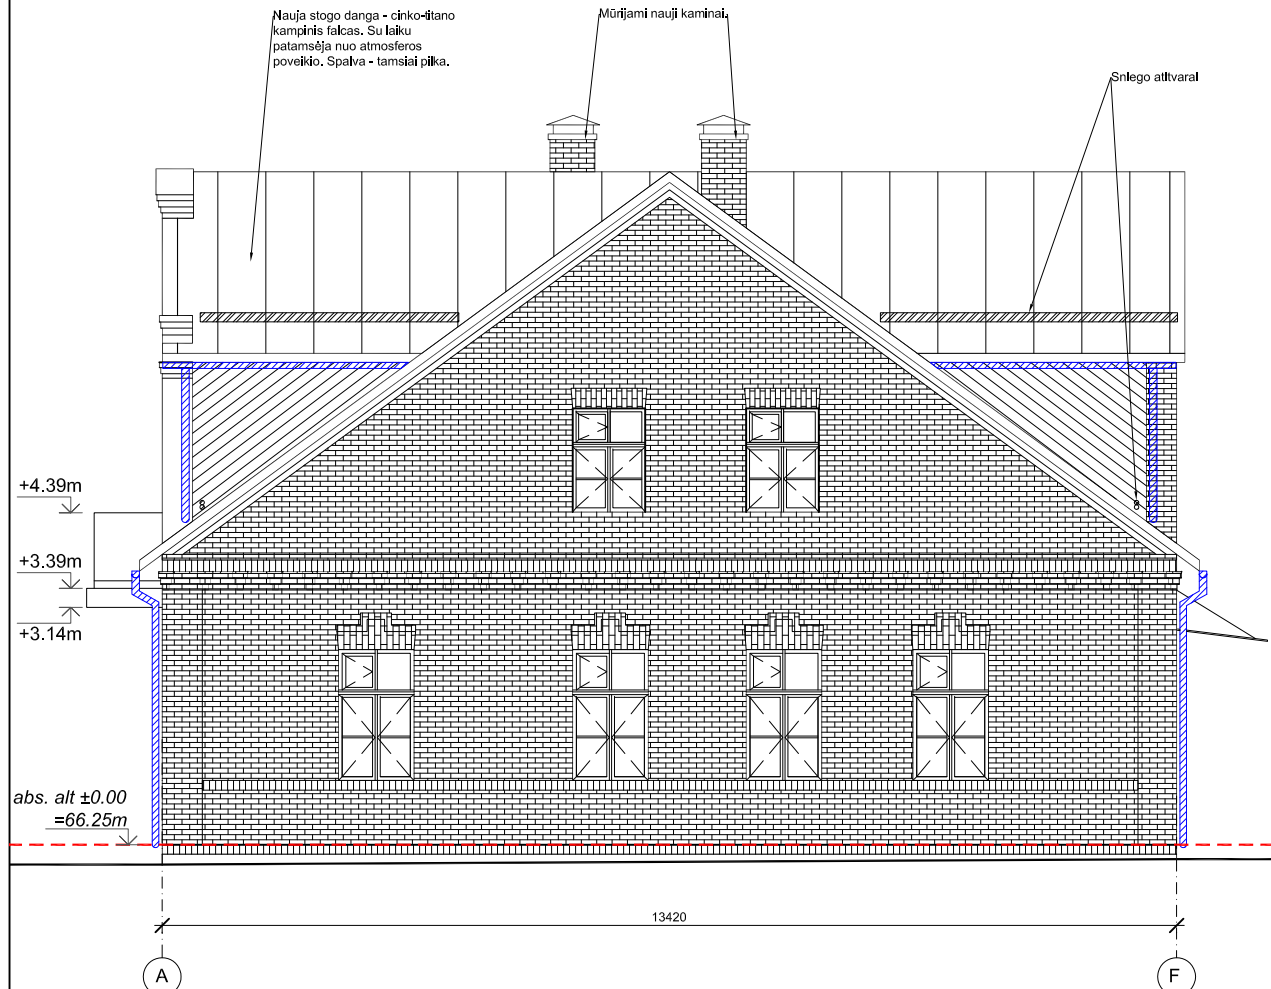 Nauja stogo danga - cinko-titano
kampinis falcas. Su laiku
patamsėja nuo atmosferos
poveikio. Spalva - tamsiai pilka.
Mūrijami nauji kaminai.
Sniego atitvarai
+4.39m
+3.39m
+3.14m
abs. alt ±0.00
=66.25m
13420
A
F